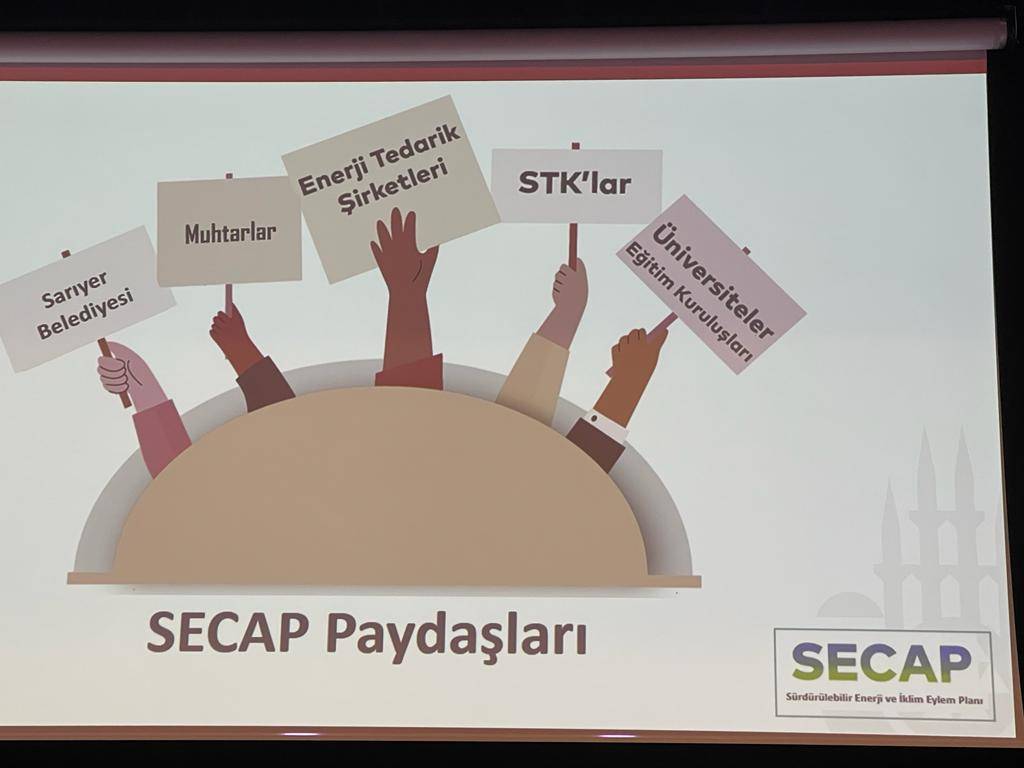 Sarıyer
Belediyesi
Muhtarlar
Enerji Tedarik
Şirketleri
STK'lar
Üniversiteler
Eğitim Kuruluşları
SECAP Paydaşları
SECAP
Sürdürülebilir Enerji ve İklim Eylem Planı